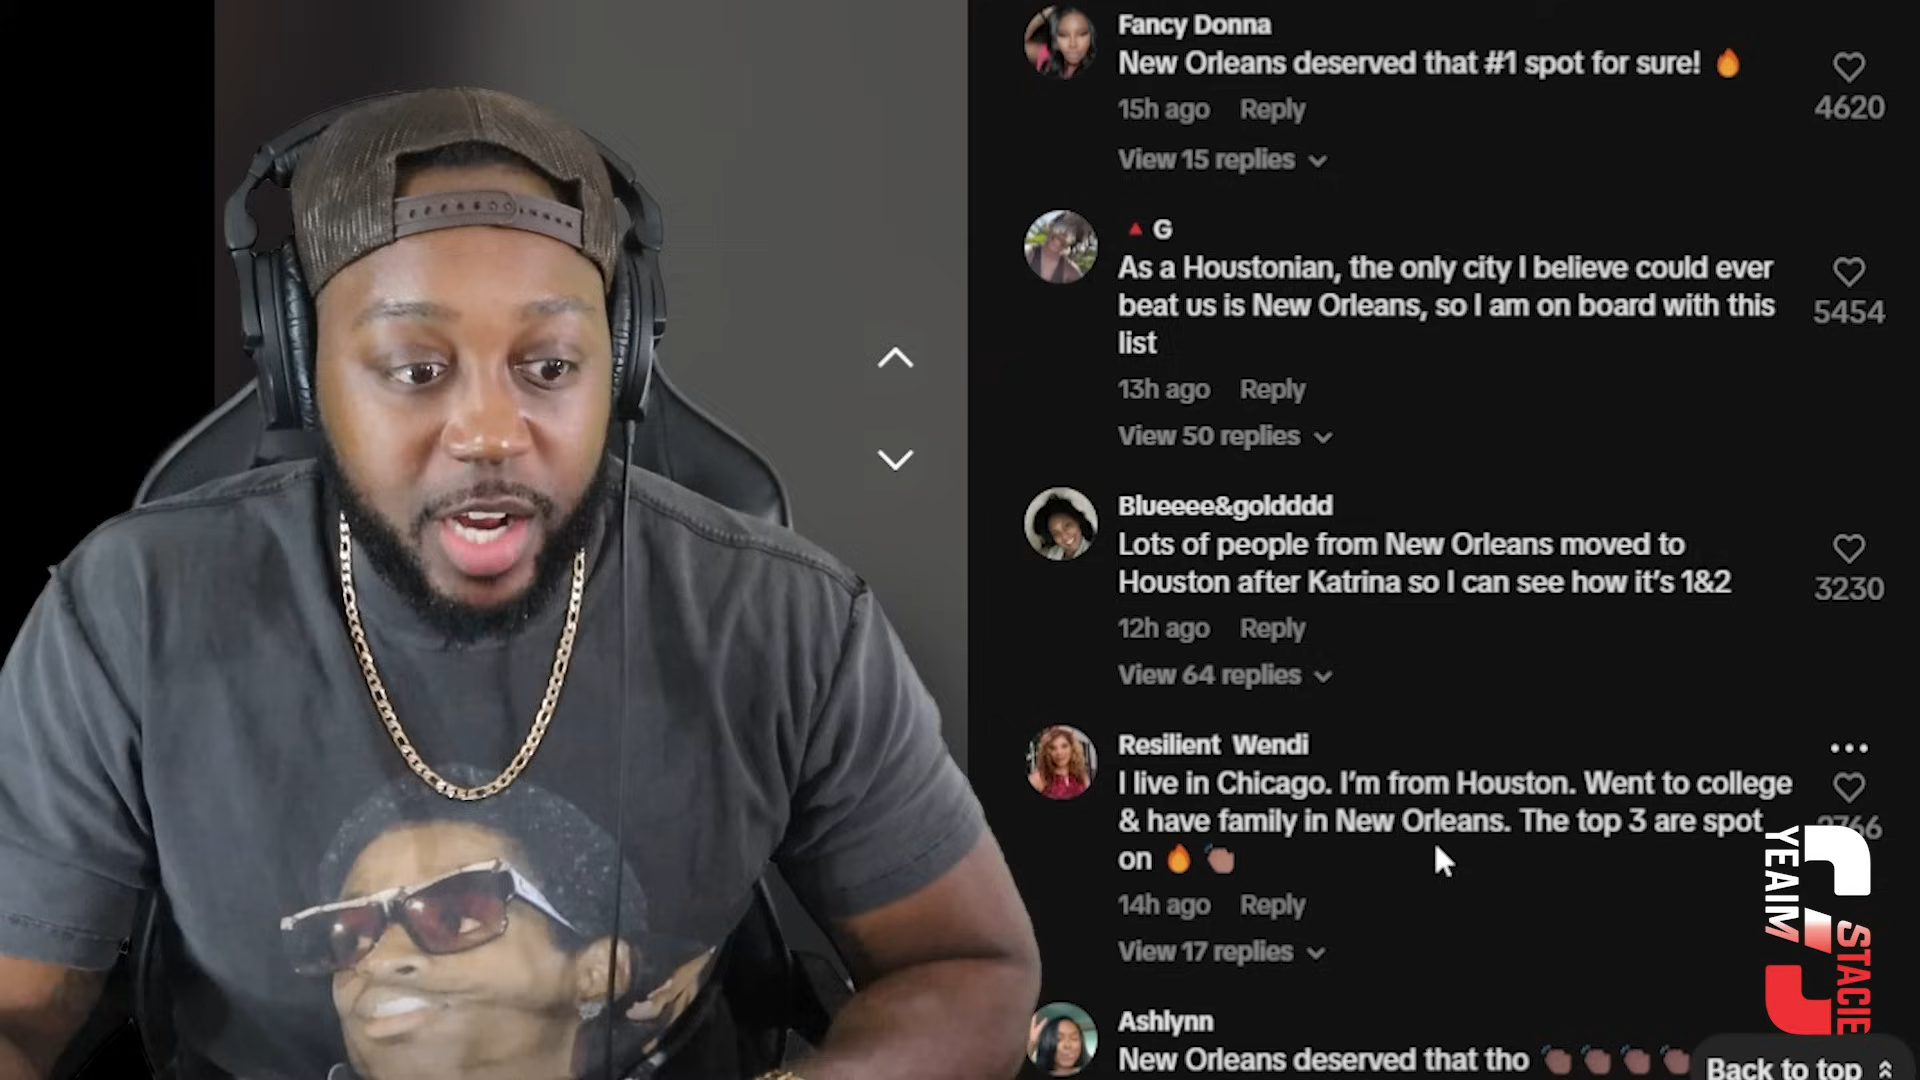 Fancy Donna
New Orleans deserved that #1 spot for sure! 🔥
4620
15h ago Reply
View 15 replies
🔺G
As a Houstonian, the only city I believe could ever
beat us is New Orleans, so I am on board with this
list
5454
13h ago Reply
View 50 replies
Blueeee&goldddd
Lots of people from New Orleans moved to
Houston after Katrina so I can see how it's 1&2
3230
12h ago Reply
View 64 replies
Resilient Wendi
I live in Chicago. I'm from Houston. Went to college
& have family in New Orleans. The top 3 are spot
on 🔥 👏🏽
14h ago Reply
View 17 replies
YEAIM
STACIE
Ashlynn
New Orleans deserved that tho 👏🏾👏🏾👏🏾👏🏾
Back to top